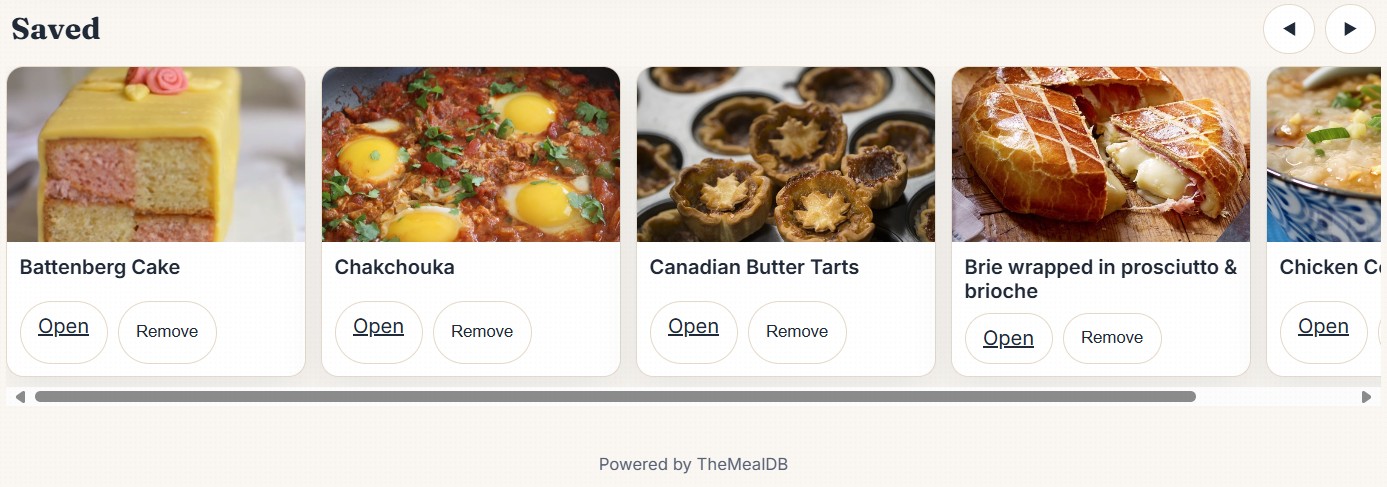 Saved
Battenberg Cake
Chakchouka
Canadian Butter Tarts
Brie wrapped in prosciutto &
brioche
Chicken
Open
Remove
Open
Remove
Open
Remove
Open
Remove
Open
Powered by TheMealDB